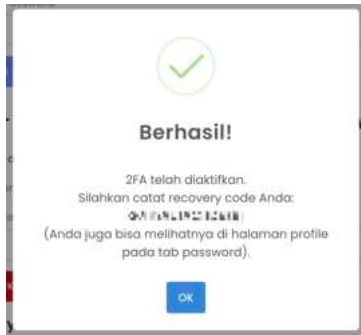 Berhasil!
2FA telah diaktifkan.
Silahkan catat recovery code Anda:
(Anda juga bisa melihatnya di halaman profile
pada tab password).
OK